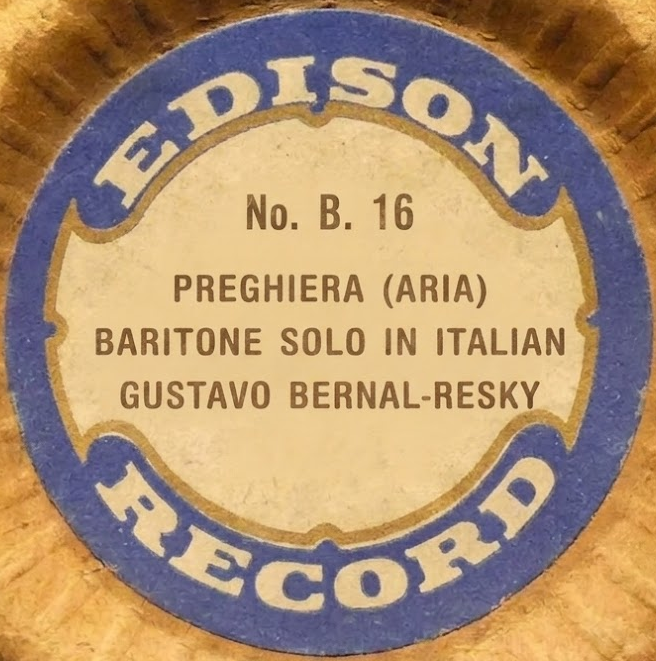 EDISON
No. B. 16
PREGHIERA (ARIA)
BARITONE SOLO IN ITALIAN
GUSTAVO BERNAL-RESKY
RECORD